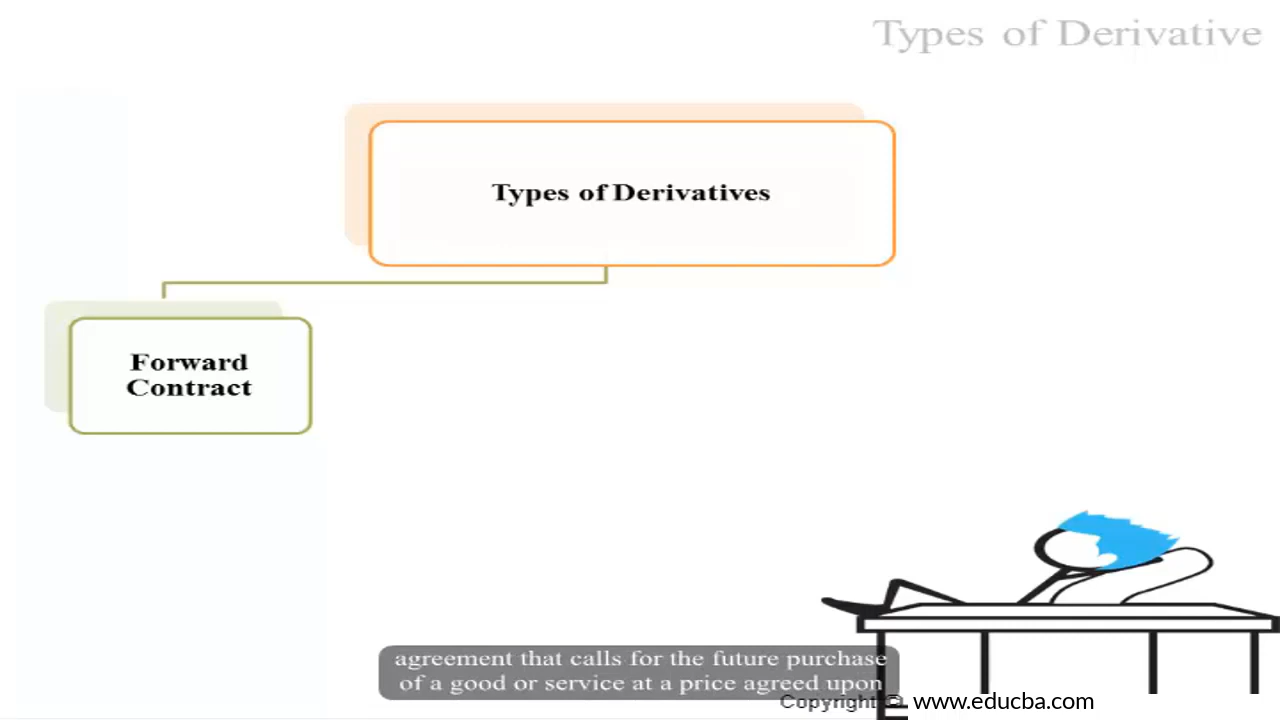 Types of Derivative
Types of Derivatives
Forward
Contract
agreement that calls for the future purchase
of a good or service at a price agreed upon
Copyright © www.educba.com